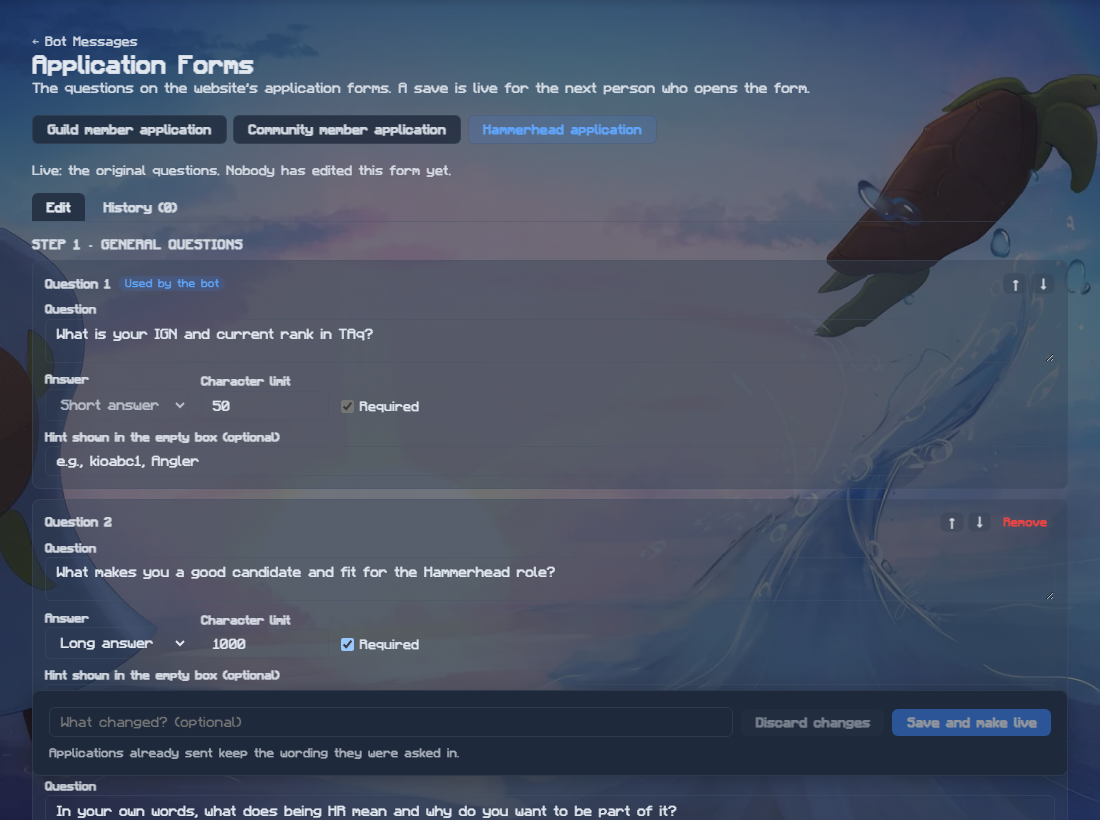 ← Bot Messages
Application Forms
The questions on the website's application forms. A save is live for the next person who opens the form.
Guild member application Community member application Hammerhead application
Live: the original questions. Nobody has edited this form yet.
Edit History (0)
STEP 1 - GENERAL QUESTIONS
Question 1 Used by the bot ↑ ↓
Question
What is your IGN and current rank in TAq?
Answer Character limit
Short answer 50 Required
Hint shown in the empty box (optional)
e.g., kioabc1, Angler
Question 2 ↑ ↓ Remove
Question
What makes you a good candidate and fit for the Hammerhead role?
Answer Character limit
Long answer 1000 Required
Hint shown in the empty box (optional)
What changed? (optional) Discard changes Save and make live
Applications already sent keep the wording they were asked in.
Question
In your own words, what does being HR mean and why do you want to be part of it?